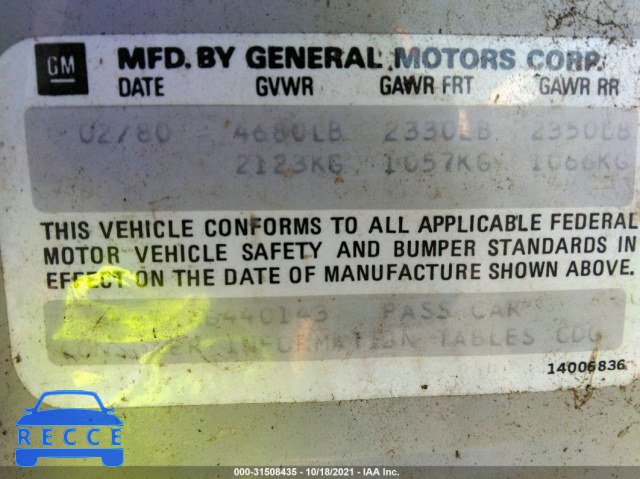 GM MFD. BY GENERAL MOTORS CORP.
DATE GVWR GAWR FRT GAWR RR
02/80 4680LB 2330LB 2350LB
2123KG 1057KG 1066KG
THIS VEHICLE CONFORMS TO ALL APPLICABLE FEDERAL
MOTOR VEHICLE SAFETY AND BUMPER STANDARDS IN
EFFECT ON THE DATE OF MANUFACTURE SHOWN ABOVE.
PASS CAR
INFORMATION TABLES CDG
14006836
RECCE
000-31508435 - 10/18/2021 - IAA Inc.